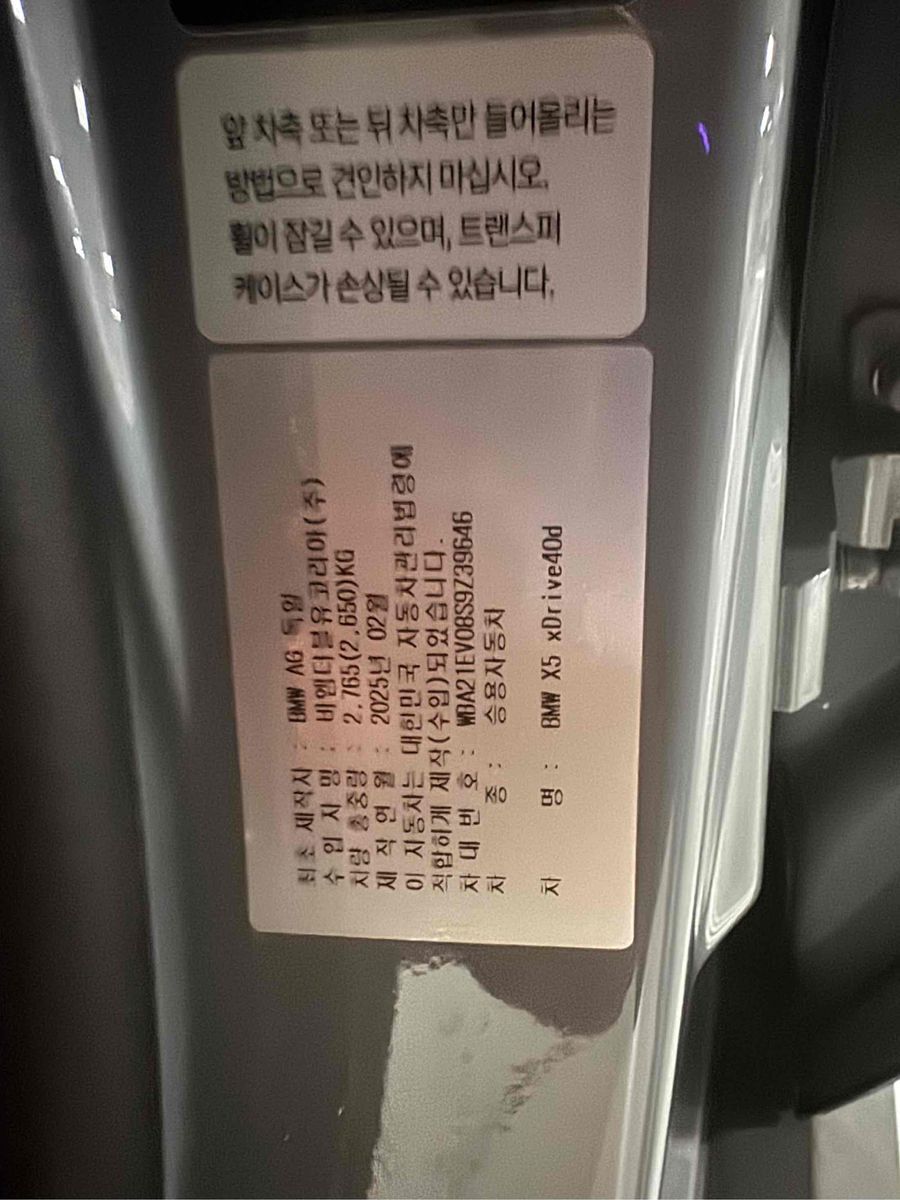 앞 차축 또는 뒤 차축만 들어올리는
방법으로 견인하지 마십시오.
휠이 잠길 수 있으며, 트랜스퍼
케이스가 손상될 수 있습니다.
최초 제작자 : BMW AG 독일
수 입 자 명 : 비엠더블유코리아(주)
차량 총중량 : 2,765(2,650)KG
제 작 연 월 : 2025년 02월
이 자동차는 대한민국 자동차관리법령에
적합하게 제작(수입)되었습니다.
차 대 번 호 : WBA21EV08S9Z39646
차 종 : 승용자동차
차 명 : BMW X5 xDrive40d